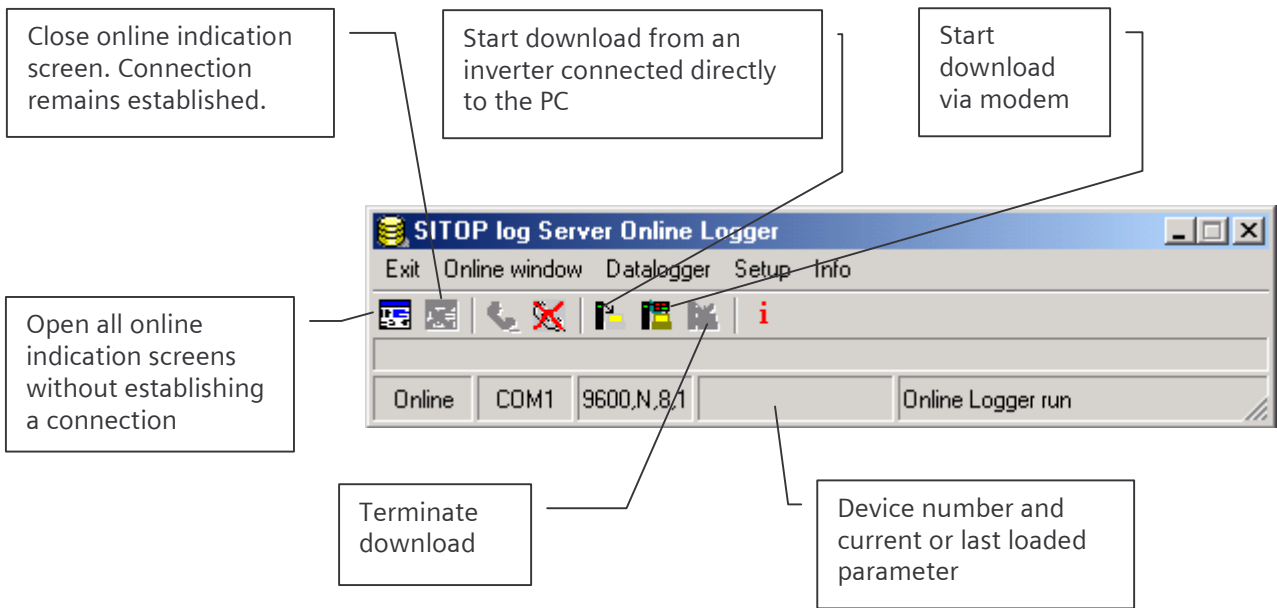 Close online indication
screen. Connection
remains established.
Start download from an
inverter connected directly
to the PC
Start
download
via modem
SITOP log Server Online Logger
Exit Online window Datalogger Setup Info
i
Open all online
indication screens
without establishing
a connection
Online COM1 9600,N,8,1 Online Logger run
Terminate
download
Device number and
current or last loaded
parameter